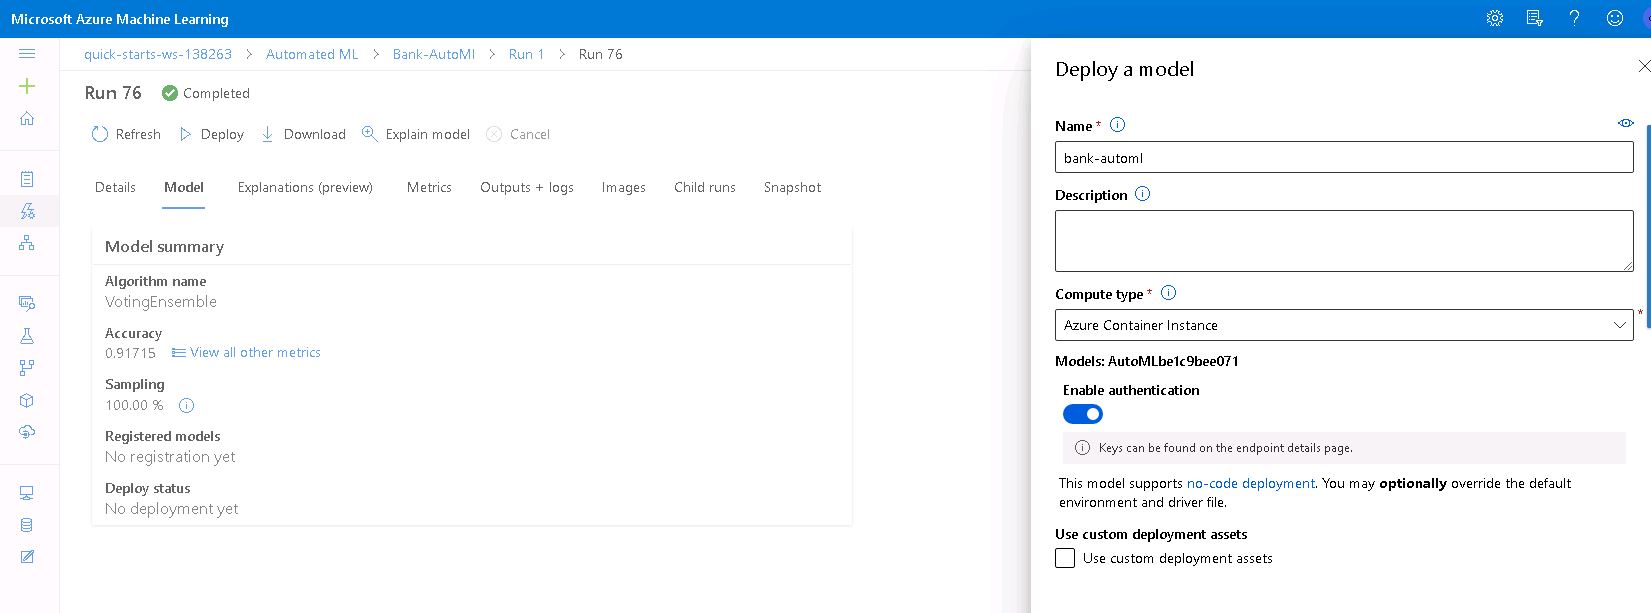 Microsoft Azure Machine Learning
quick-starts-ws-138263 > Automated ML > Bank-AutoMl > Run 1 > Run 76
Run 76 Completed
Refresh Deploy Download Explain model Cancel
Details Model Explanations (preview) Metrics Outputs + logs Images Child runs Snapshot
Model summary
Algorithm name
VotingEnsemble
Accuracy
0.91715 View all other metrics
Sampling
100.00 %
Registered models
No registration yet
Deploy status
No deployment yet
Deploy a model
Name *
bank-automl
Description
Compute type *
Azure Container Instance
*
Models: AutoMLbe1c9bee071
Enable authentication
Keys can be found on the endpoint details page.
This model supports no-code deployment. You may optionally override the default
environment and driver file.
Use custom deployment assets
Use custom deployment assets